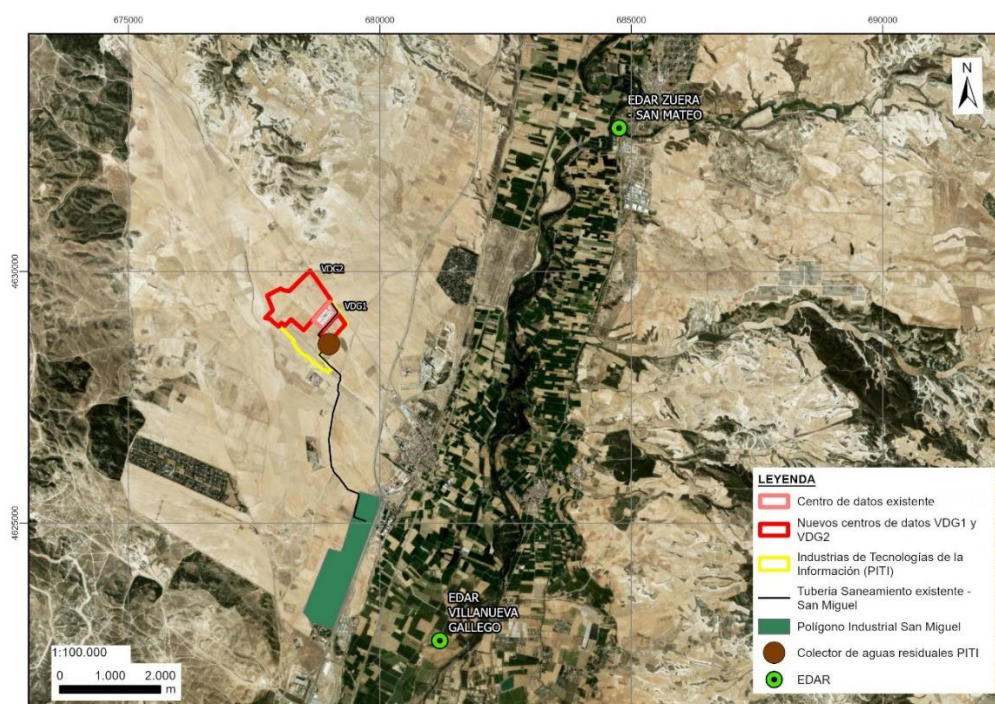 675000
680000
685000
690000
N
EDAR ZUERA
- SAN MATEO
4630000
VDG2
VDG1
4625000
EDAR
VILLANUEVA
GALLEGO
LEYENDA
Centro de datos existente
Nuevos centros de datos VDG1 y
VDG2
Industrias de Tecnologías de la
Información (PITI)
Tuberia Saneamiento existente -
San Miguel
Polígono Industrial San Miguel
Colector de aguas residuales PITI
EDAR
1:100.000
0 1.000 2.000
m